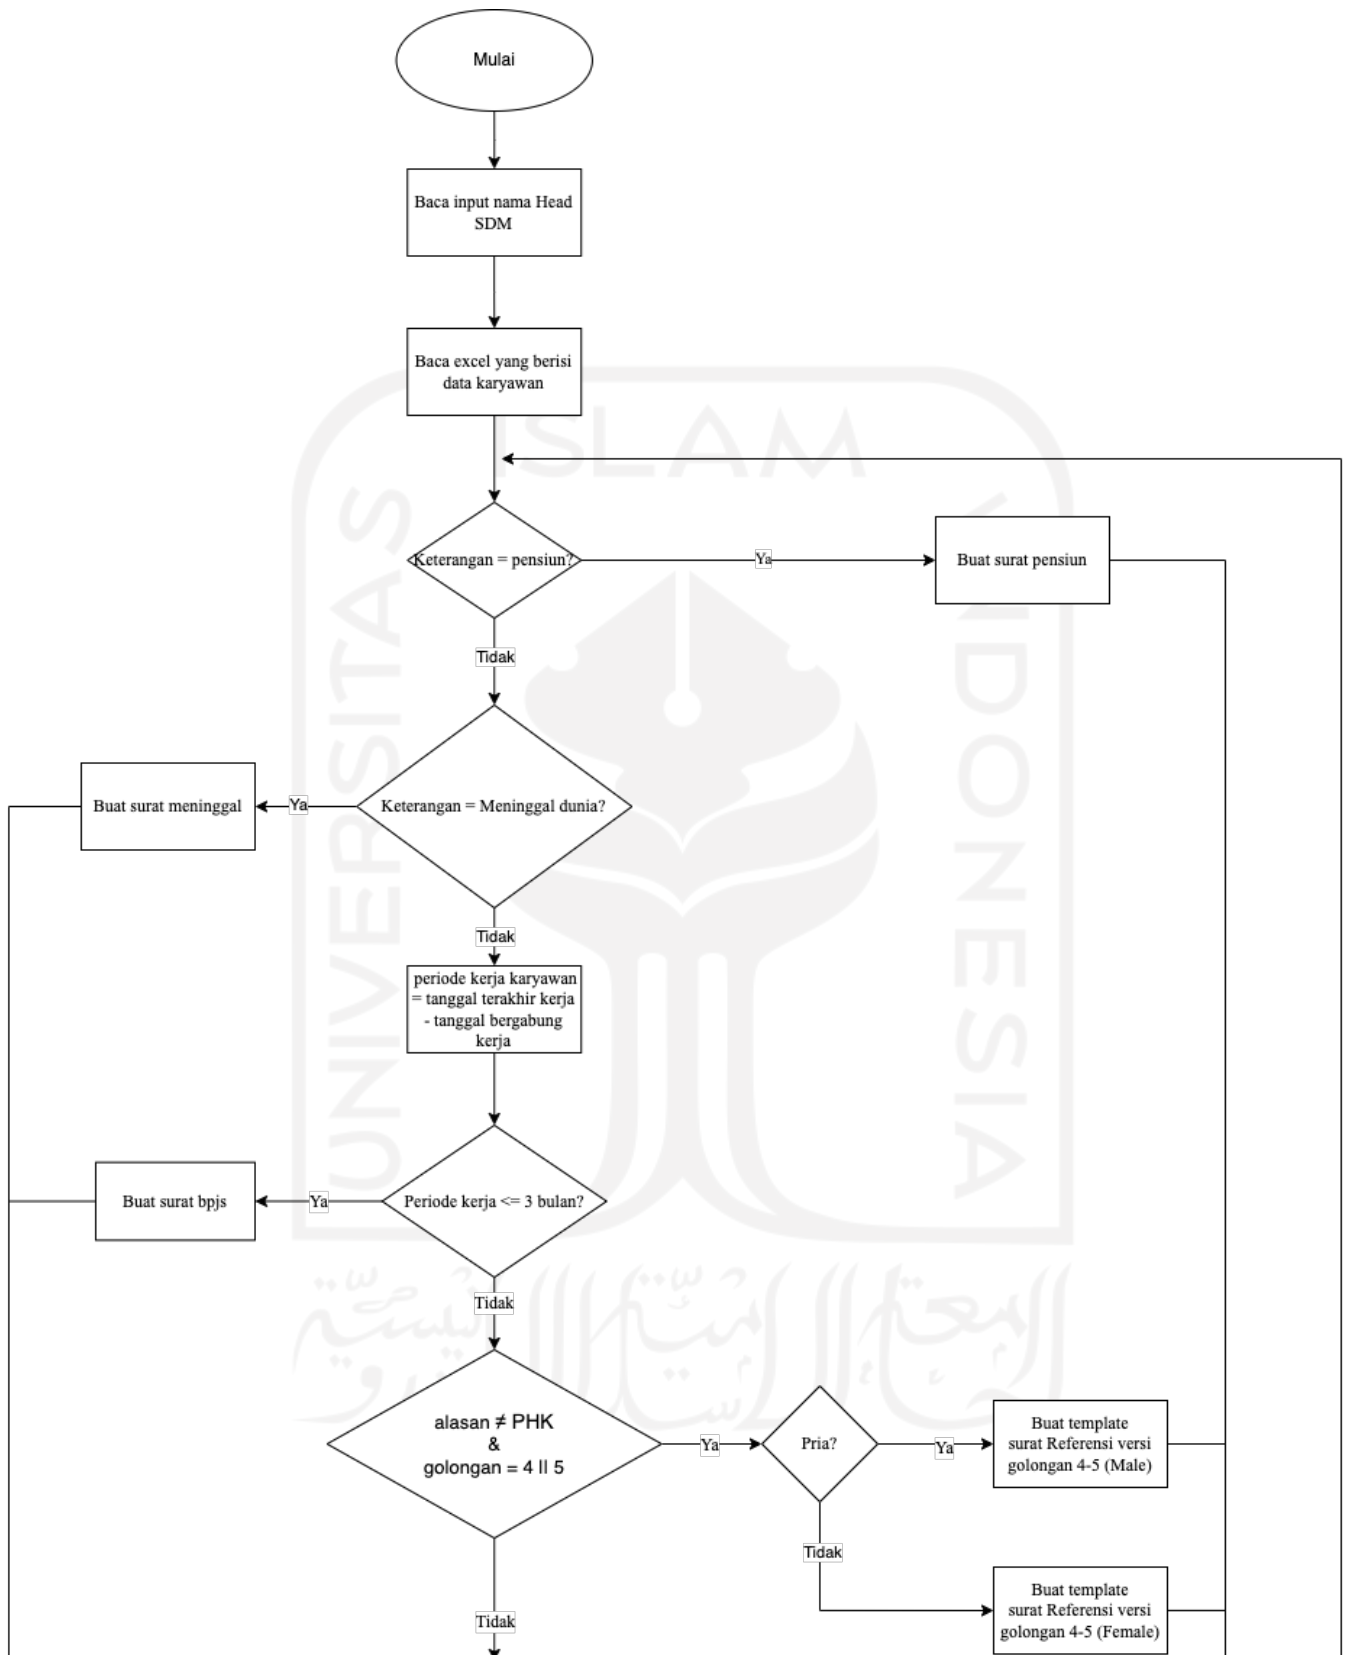 Mulai
Baca input nama Head
SDM
Baca excel yang berisi
data karyawan
Keterangan = pensiun?
Ya
Buat surat pensiun
Tidak
Buat surat meninggal
Ya
Keterangan = Meninggal dunia?
Tidak
periode kerja karyawan
= tanggal terakhir kerja
- tanggal bergabung
kerja
Buat surat bpjs
Ya
Periode kerja <= 3 bulan?
Tidak
alasan ≠ PHK
&
golongan = 4 || 5
Ya
Pria?
Ya
Buat template
surat Referensi versi
golongan 4-5 (Male)
Tidak
Buat template
surat Referensi versi
golongan 4-5 (Female)
Tidak
UNIVERSITAS
ISLAM
INDONESIA